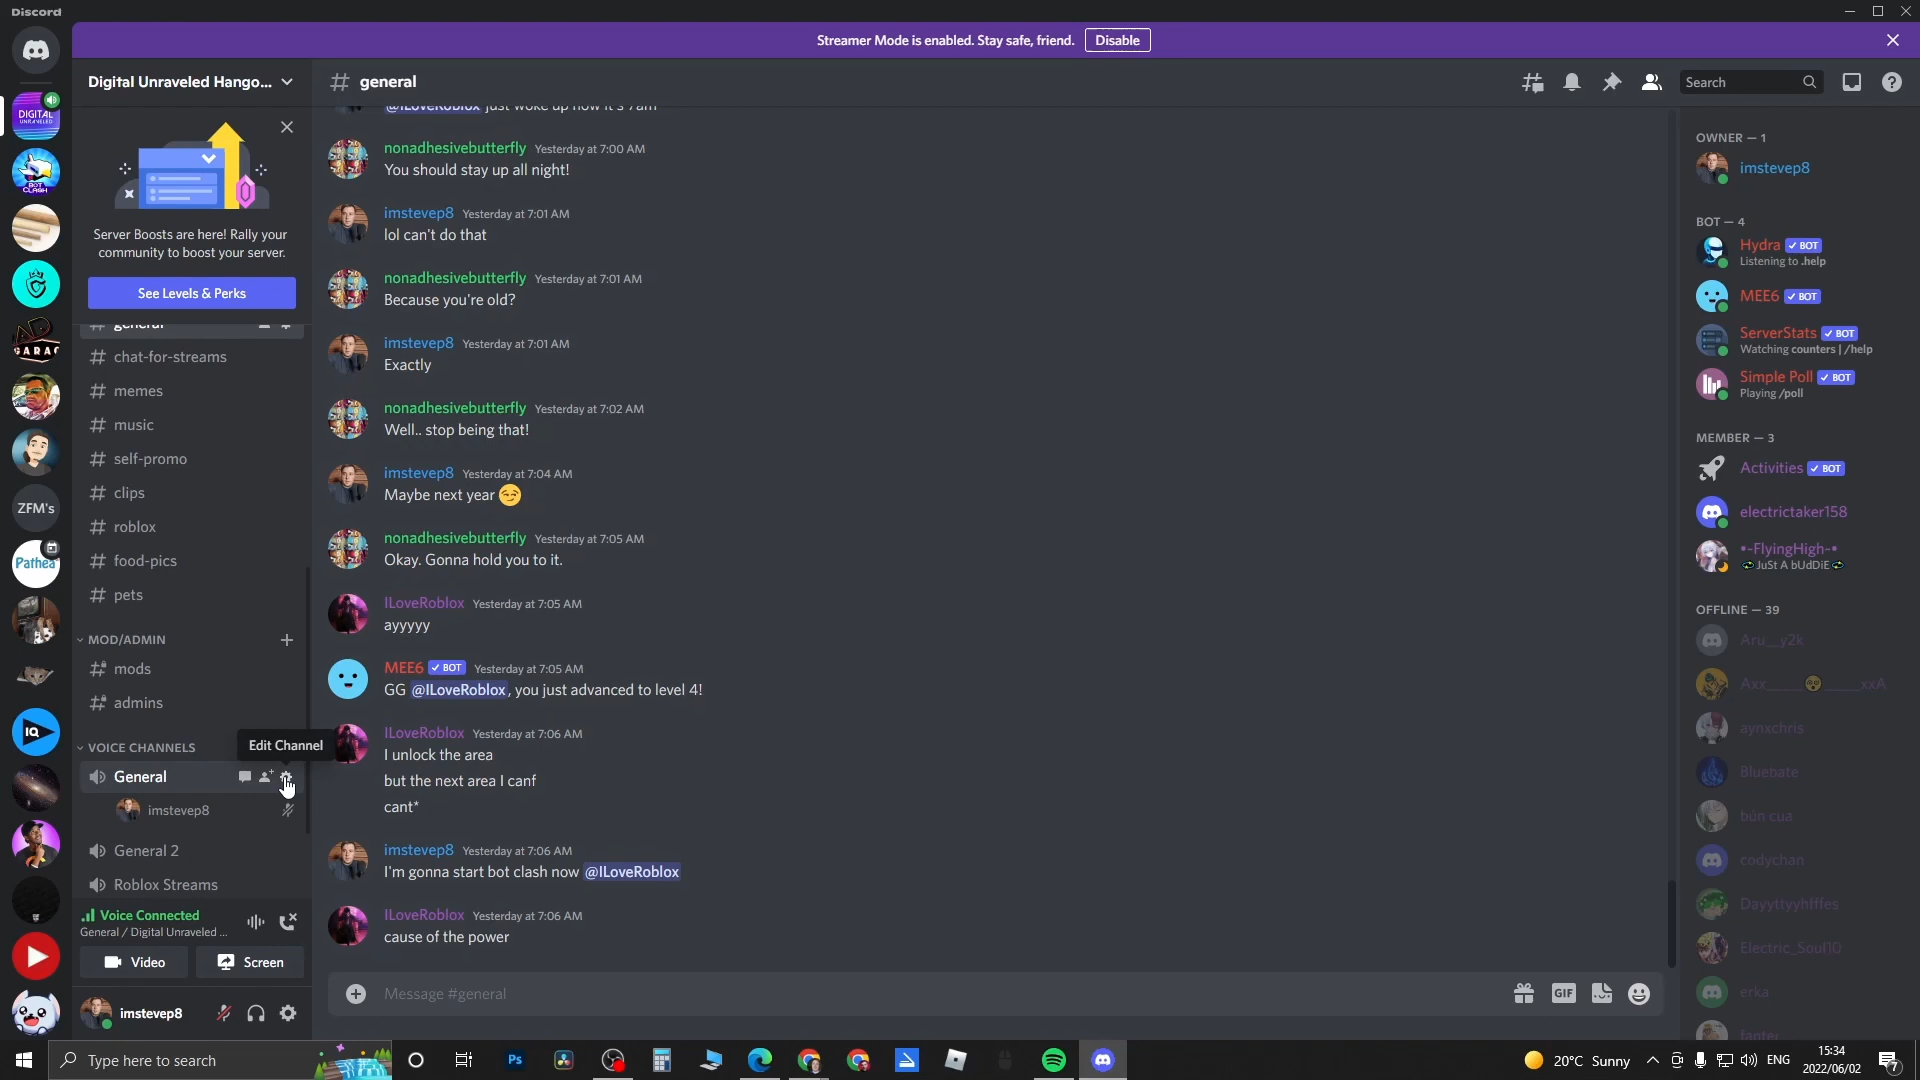 Discord
Streamer Mode is enabled. Stay safe, friend. Disable
Digital Unraveled Hango...
general
Search
DIGITAL
UNRAVELED
BOT
CLASH
GARAG
ZFM's
Pathea
IQ
Server Boosts are here! Rally your
community to boost your server.
See Levels & Perks
general
chat-for-streams
memes
music
self-promo
clips
roblox
food-pics
pets
MOD/ADMIN
mods
admins
VOICE CHANNELS
Edit Channel
General
imstevep8
General 2
Roblox Streams
Voice Connected
General / Digital Unraveled ...
Video Screen
imstevep8
@ILoveRoblox just woke up now it's 7am
nonadhesivebutterfly Yesterday at 7:00 AM
You should stay up all night!
imstevep8 Yesterday at 7:01 AM
lol can't do that
nonadhesivebutterfly Yesterday at 7:01 AM
Because you're old?
imstevep8 Yesterday at 7:01 AM
Exactly
nonadhesivebutterfly Yesterday at 7:02 AM
Well.. stop being that!
imstevep8 Yesterday at 7:04 AM
Maybe next year 😏
nonadhesivebutterfly Yesterday at 7:05 AM
Okay. Gonna hold you to it.
ILoveRoblox Yesterday at 7:05 AM
ayyyyy
MEE6 ✓ BOT Yesterday at 7:05 AM
GG @ILoveRoblox, you just advanced to level 4!
ILoveRoblox Yesterday at 7:06 AM
I unlock the area
but the next area I canf
cant*
imstevep8 Yesterday at 7:06 AM
I'm gonna start bot clash now @ILoveRoblox
ILoveRoblox Yesterday at 7:06 AM
cause of the power
Message #general
GIF
OWNER — 1
imstevep8
BOT — 4
Hydra ✓ BOT
Listening to .help
MEE6 ✓ BOT
ServerStats ✓ BOT
Watching counters | /help
Simple Poll ✓ BOT
Playing /poll
MEMBER — 3
Activities ✓ BOT
electrictaker158
•-FlyingHigh-•
JuSt A bUdDiE
OFFLINE — 39
Aru__y2k
aynxchris
Bluebate
bún cua
codychan
Dayyttyyhfffes
Electric_Soul10
erka
fanter
Type here to search
Ps
20°C Sunny
ENG
15:34
2022/06/02
7